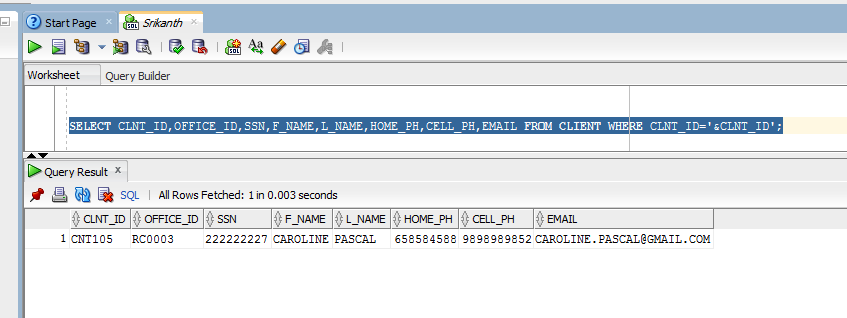 Start Page Srikanth
Worksheet Query Builder
SELECT CLNT_ID,OFFICE_ID,SSN,F_NAME,L_NAME,HOME_PH,CELL_PH,EMAIL FROM CLIENT WHERE CLNT_ID='&CLNT_ID';
Query Result x
SQL | All Rows Fetched: 1 in 0.003 seconds
CLNT_ID OFFICE_ID SSN F_NAME L_NAME HOME_PH CELL_PH EMAIL
1 CNT105 RC0003 222222227 CAROLINE PASCAL 658584588 9898989852 CAROLINE.PASCAL@GMAIL.COM